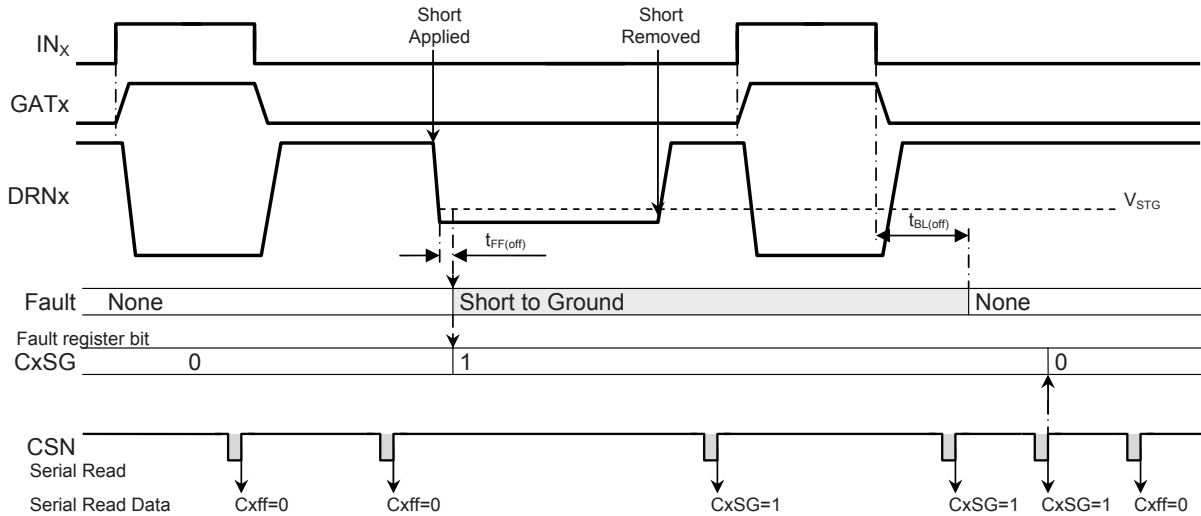 Short Applied
Short Removed
INX
GATx
DRNx
VSTG
tBL(off)
tFF(off)
Fault None Short to Ground None
Fault register bit
CxSG 0 1 0
CSN
Serial Read
Serial Read Data Cxff=0 Cxff=0 CxSG=1 CxSG=1 CxSG=1 Cxff=0